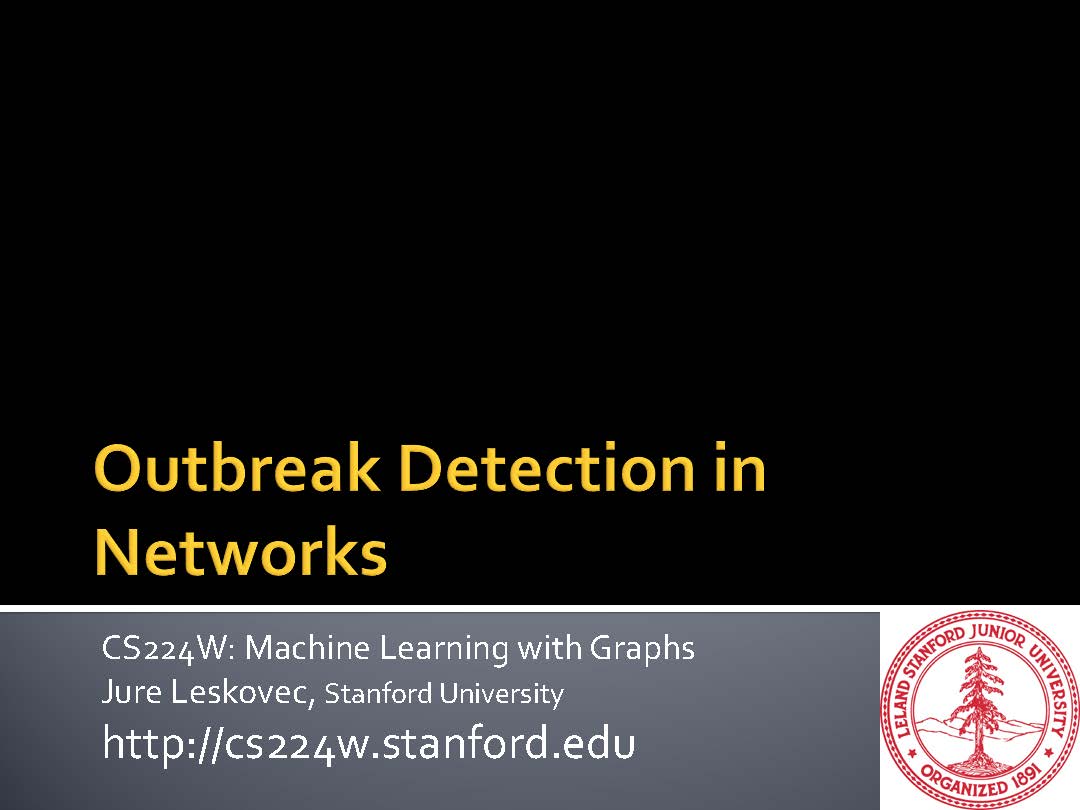 Outbreak Detection in
Networks
CS224W: Machine Learning with Graphs
Jure Leskovec, Stanford University
http://cs224w.stanford.edu
LELAND STANFORD JUNIOR UNIVERSITY
ORGANIZED 1891